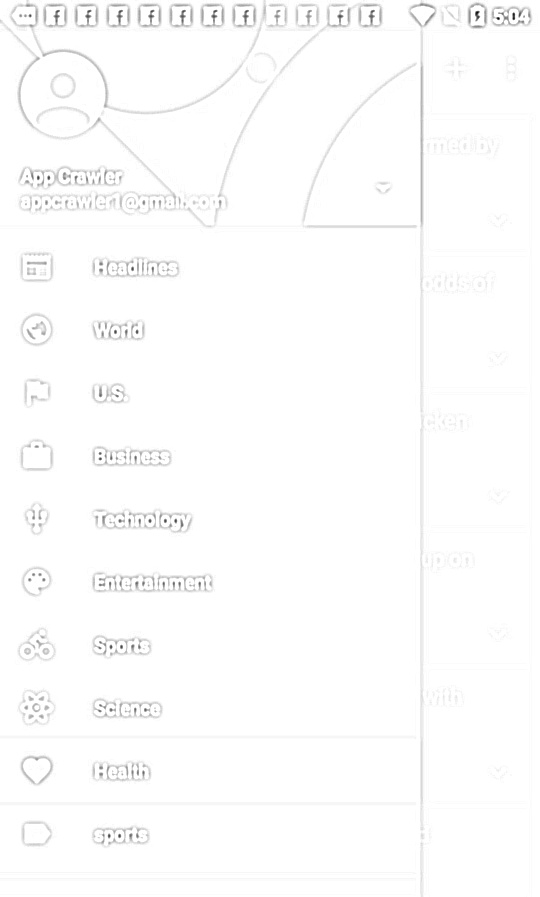 5:04
rmed by
App Crawler
appcrawler1@gmail.com
Headlines
odds of
World
U.S.
icken
Business
Technology
up on
Entertainment
Sports
with
Science
Health
sports